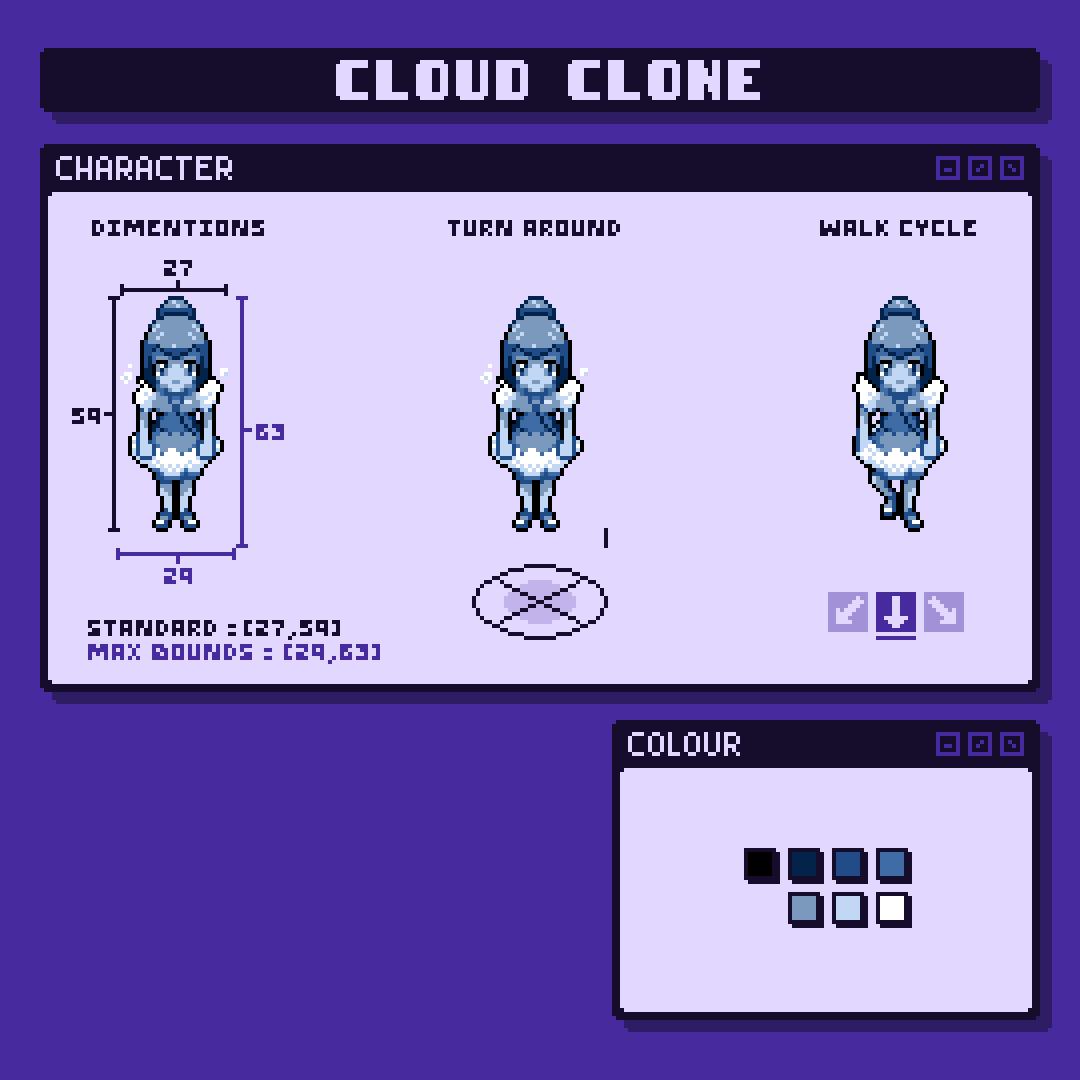 CLOUD CLONE
CHARACTER
DIMENTIONS
TURN AROUND
WALK CYCLE
27
59
63
29
STANDARD :[27,59]
MAX BOUNDS : [29,63]
COLOUR